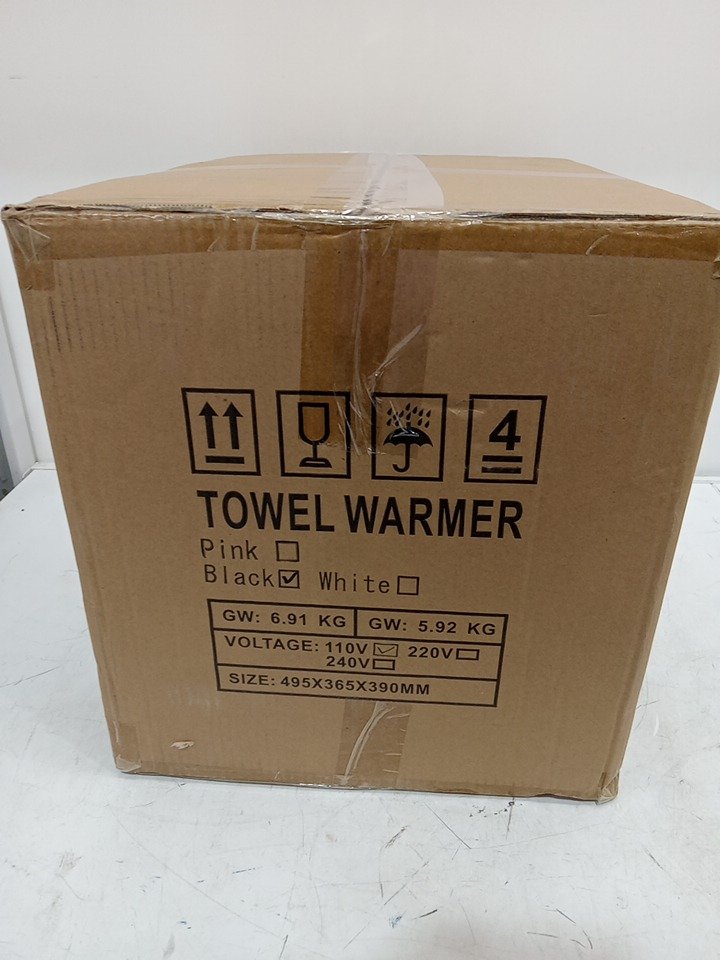 4
TOWEL WARMER
Pink
Black White
GW: 6.91 KG GW: 5.92 KG
VOLTAGE: 110V 220V
240V
SIZE: 495X365X390MM